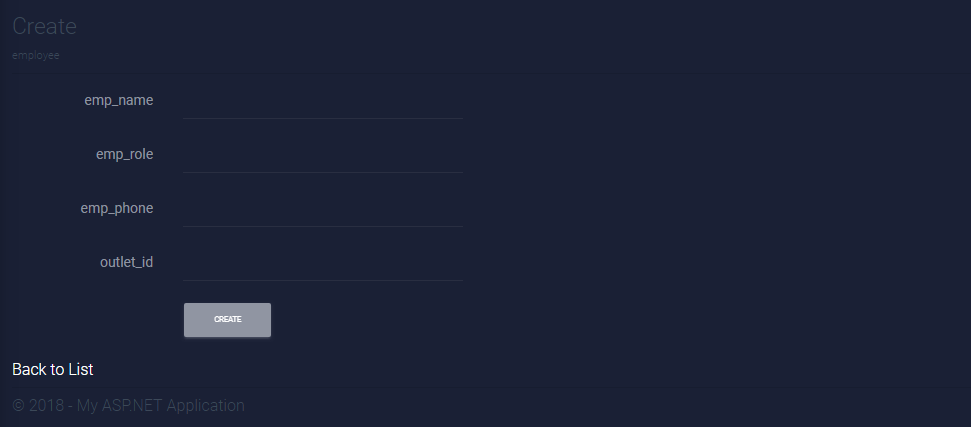 Create
employee
emp_name
emp_role
emp_phone
outlet_id
CREATE
Back to List
© 2018 - My ASP.NET Application